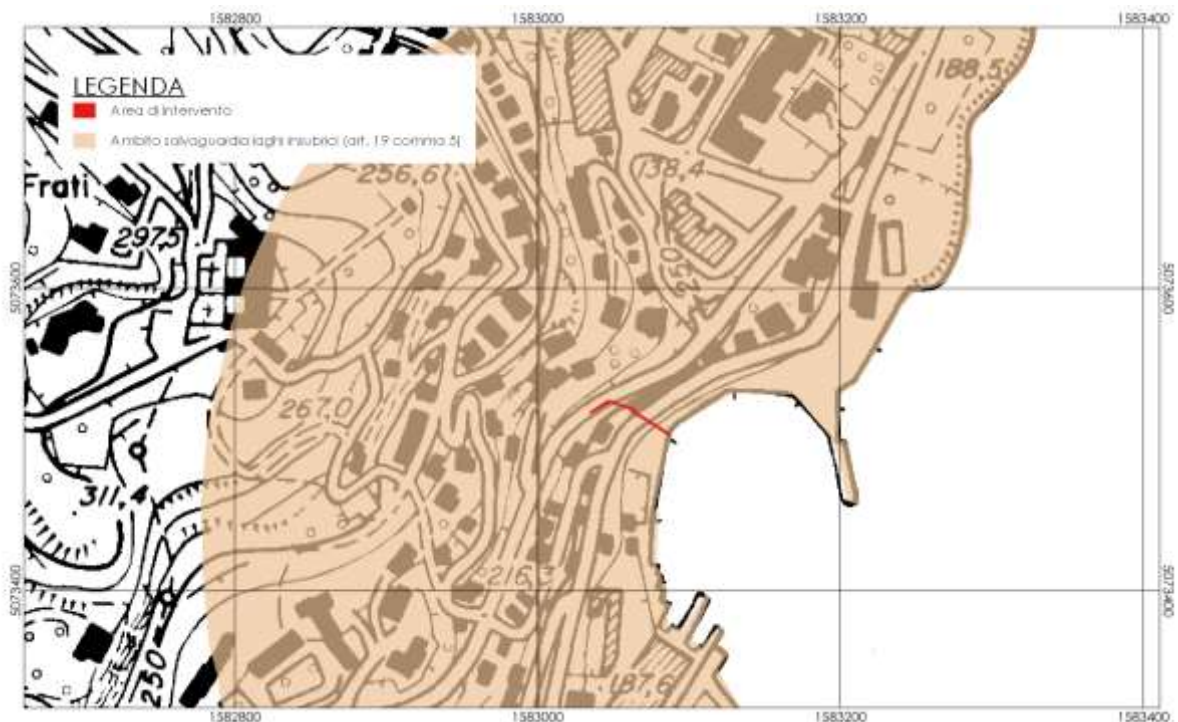 1582800 1583000 1583200 1583400
LEGENDA
Area di intervento
Ambito salvaguardia laghi insubrici (art. 19 comma 5)
188,5
256,6
138,4
Frati
297,5
250
5073600 5073600
267,0
311,4
216,3
5073400 5073400
250
187,6
1582800 1583000 1583200 1583400